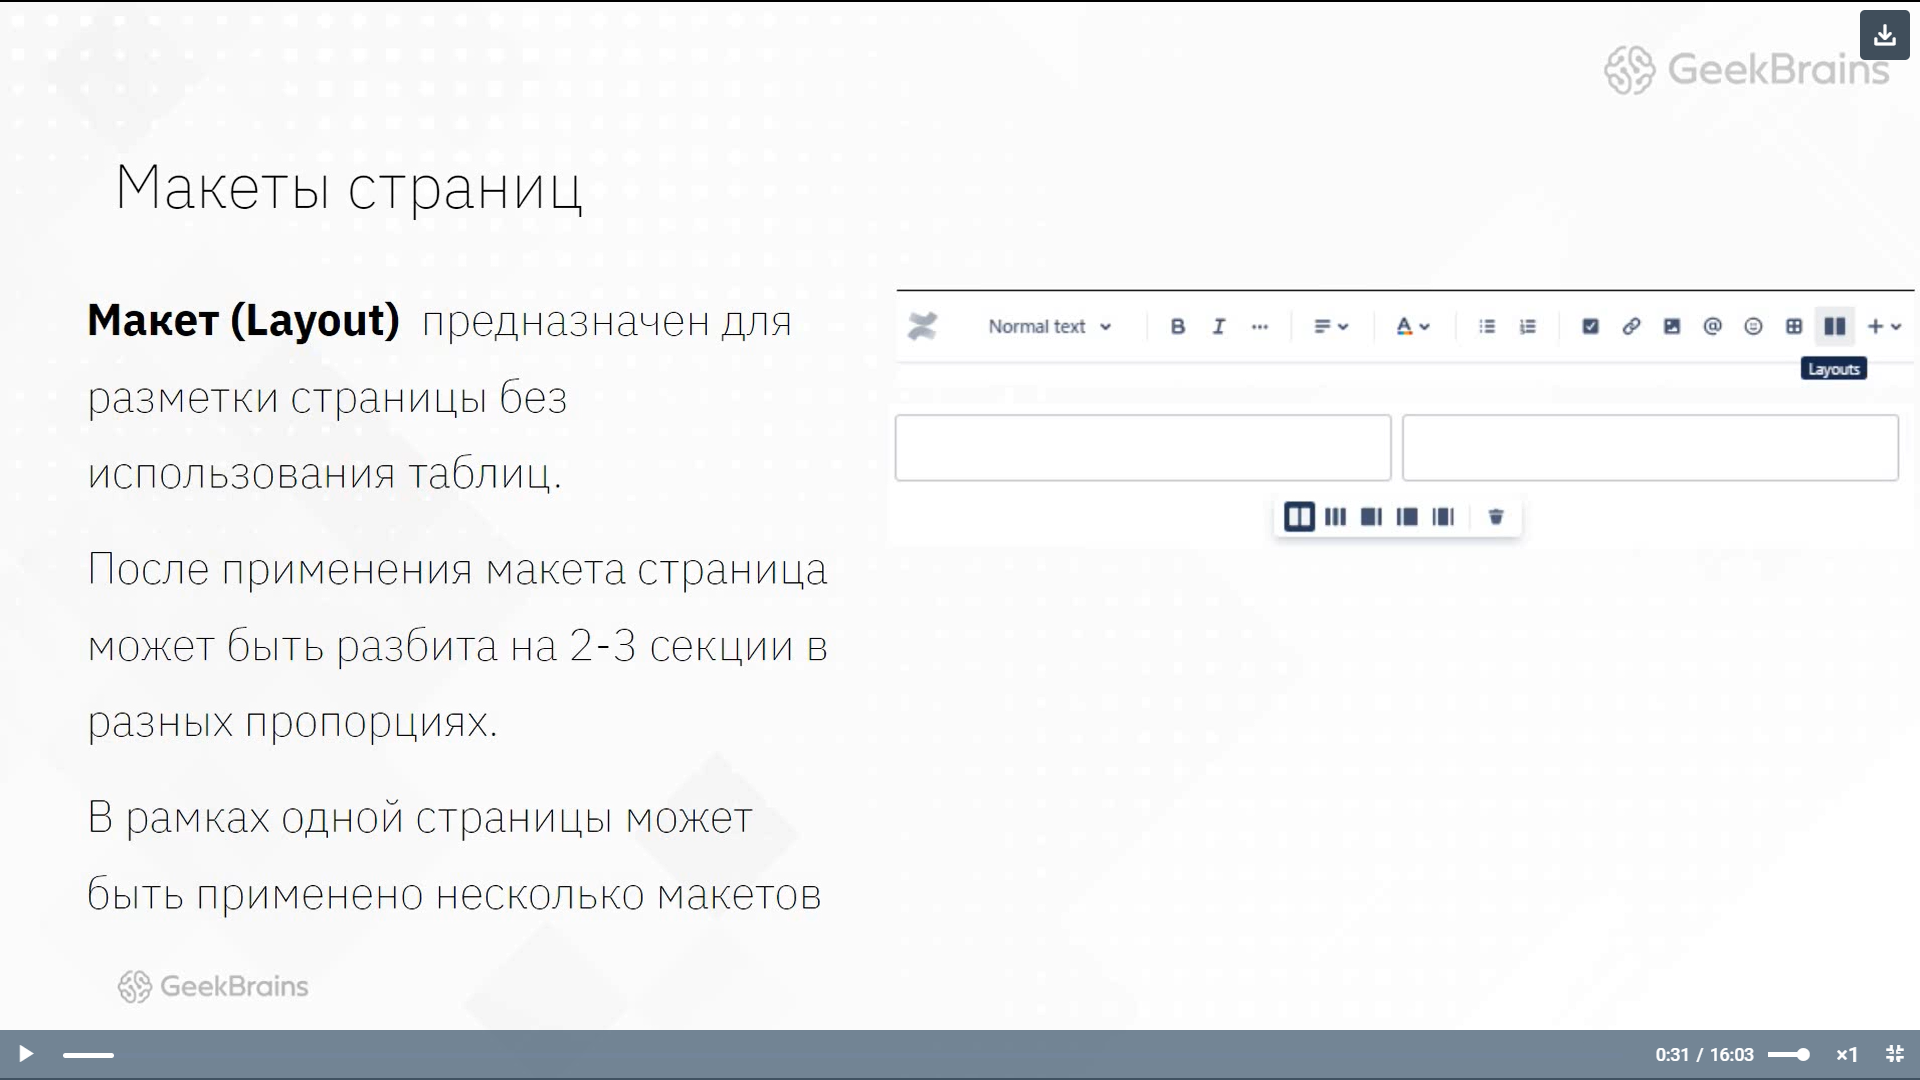 GeekBrains
Макеты страниц
Макет (Layout) предназначен для
разметки страницы без
использования таблиц.
После применения макета страница
может быть разбита на 2-3 секции в
разных пропорциях.
В рамках одной страницы может
быть применено несколько макетов
Normal text B I ... A @ +
Layouts
GeekBrains
0:31 / 16:03 ×1